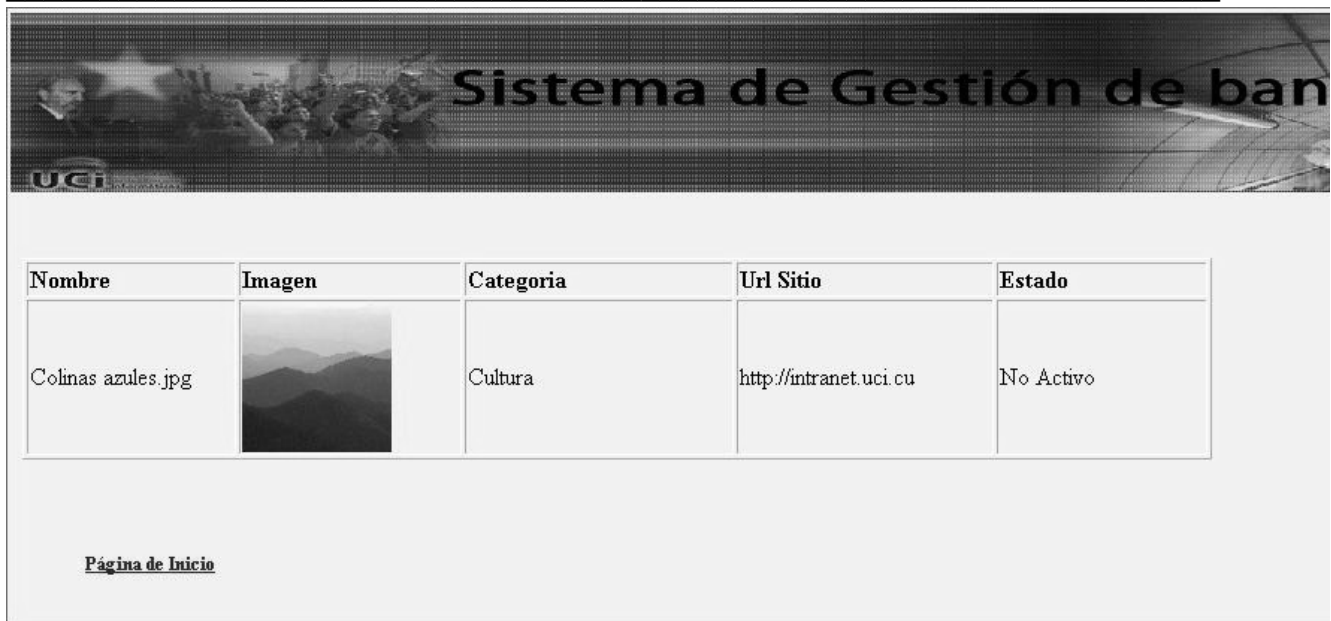 Sistema de Gestión de ban
UCi
Nombre Imagen Categoria Url Sitio Estado
Colinas azules.jpg Cultura http://intranet.uci.cu No Activo
Página de Inicio